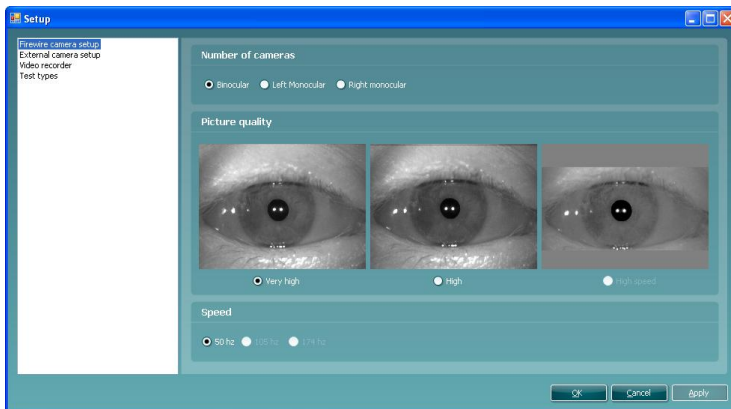 Setup
Firewire camera setup
External camera setup
Video recorder
Test types
Number of cameras
Binocular Left Monocular Right monocular
Picture quality
Very high High High speed
Speed
50 hz 105 hz 174 hz
OK Cancel Apply